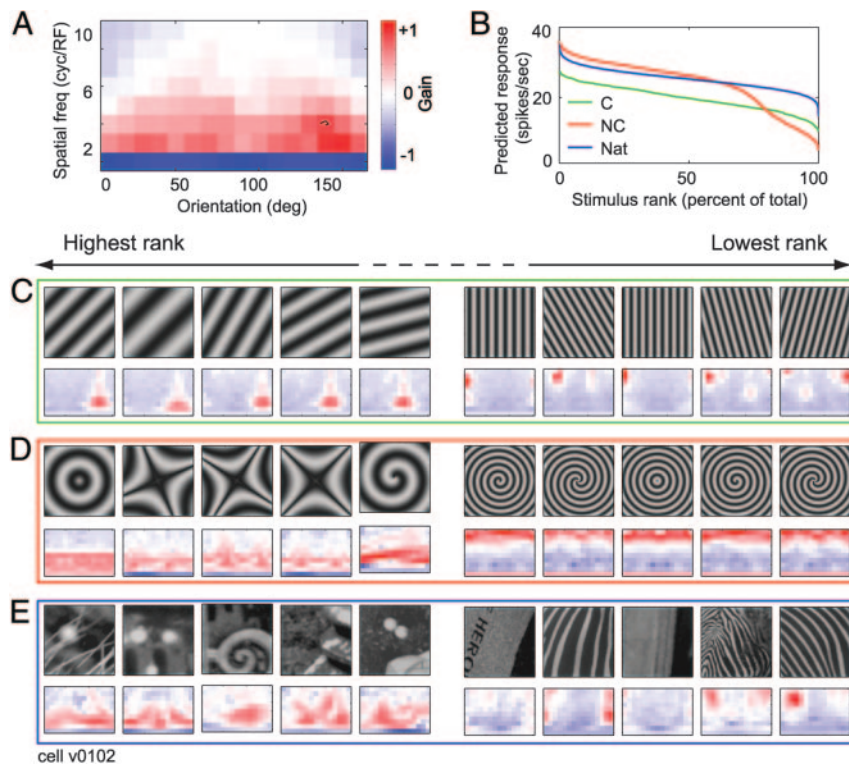 A
B
10
6
2
Spatial freq (cyc/RF)
0
50
100
150
Orientation (deg)
+1
0
-1
Gain
Predicted response
(spikes/sec)
40
20
0
C
NC
Nat
0
50
100
Stimulus rank (percent of total)
Highest rank
Lowest rank
C
D
E
HERO
cell v0102